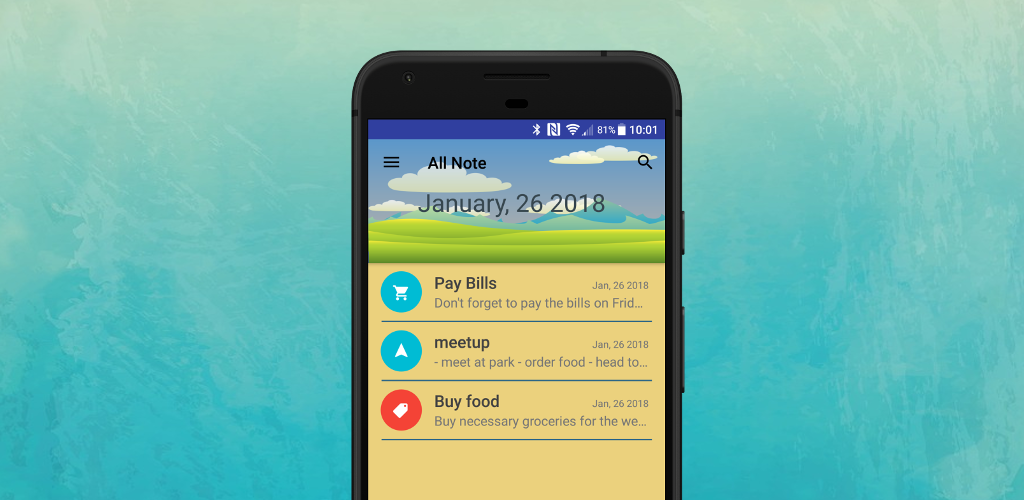 81% 10:01
All Note
January, 26 2018
Pay Bills Jan, 26 2018
Don't forget to pay the bills on Frid...
meetup Jan, 26 2018
- meet at park - order food - head to...
Buy food Jan, 26 2018
Buy necessary groceries for the we...